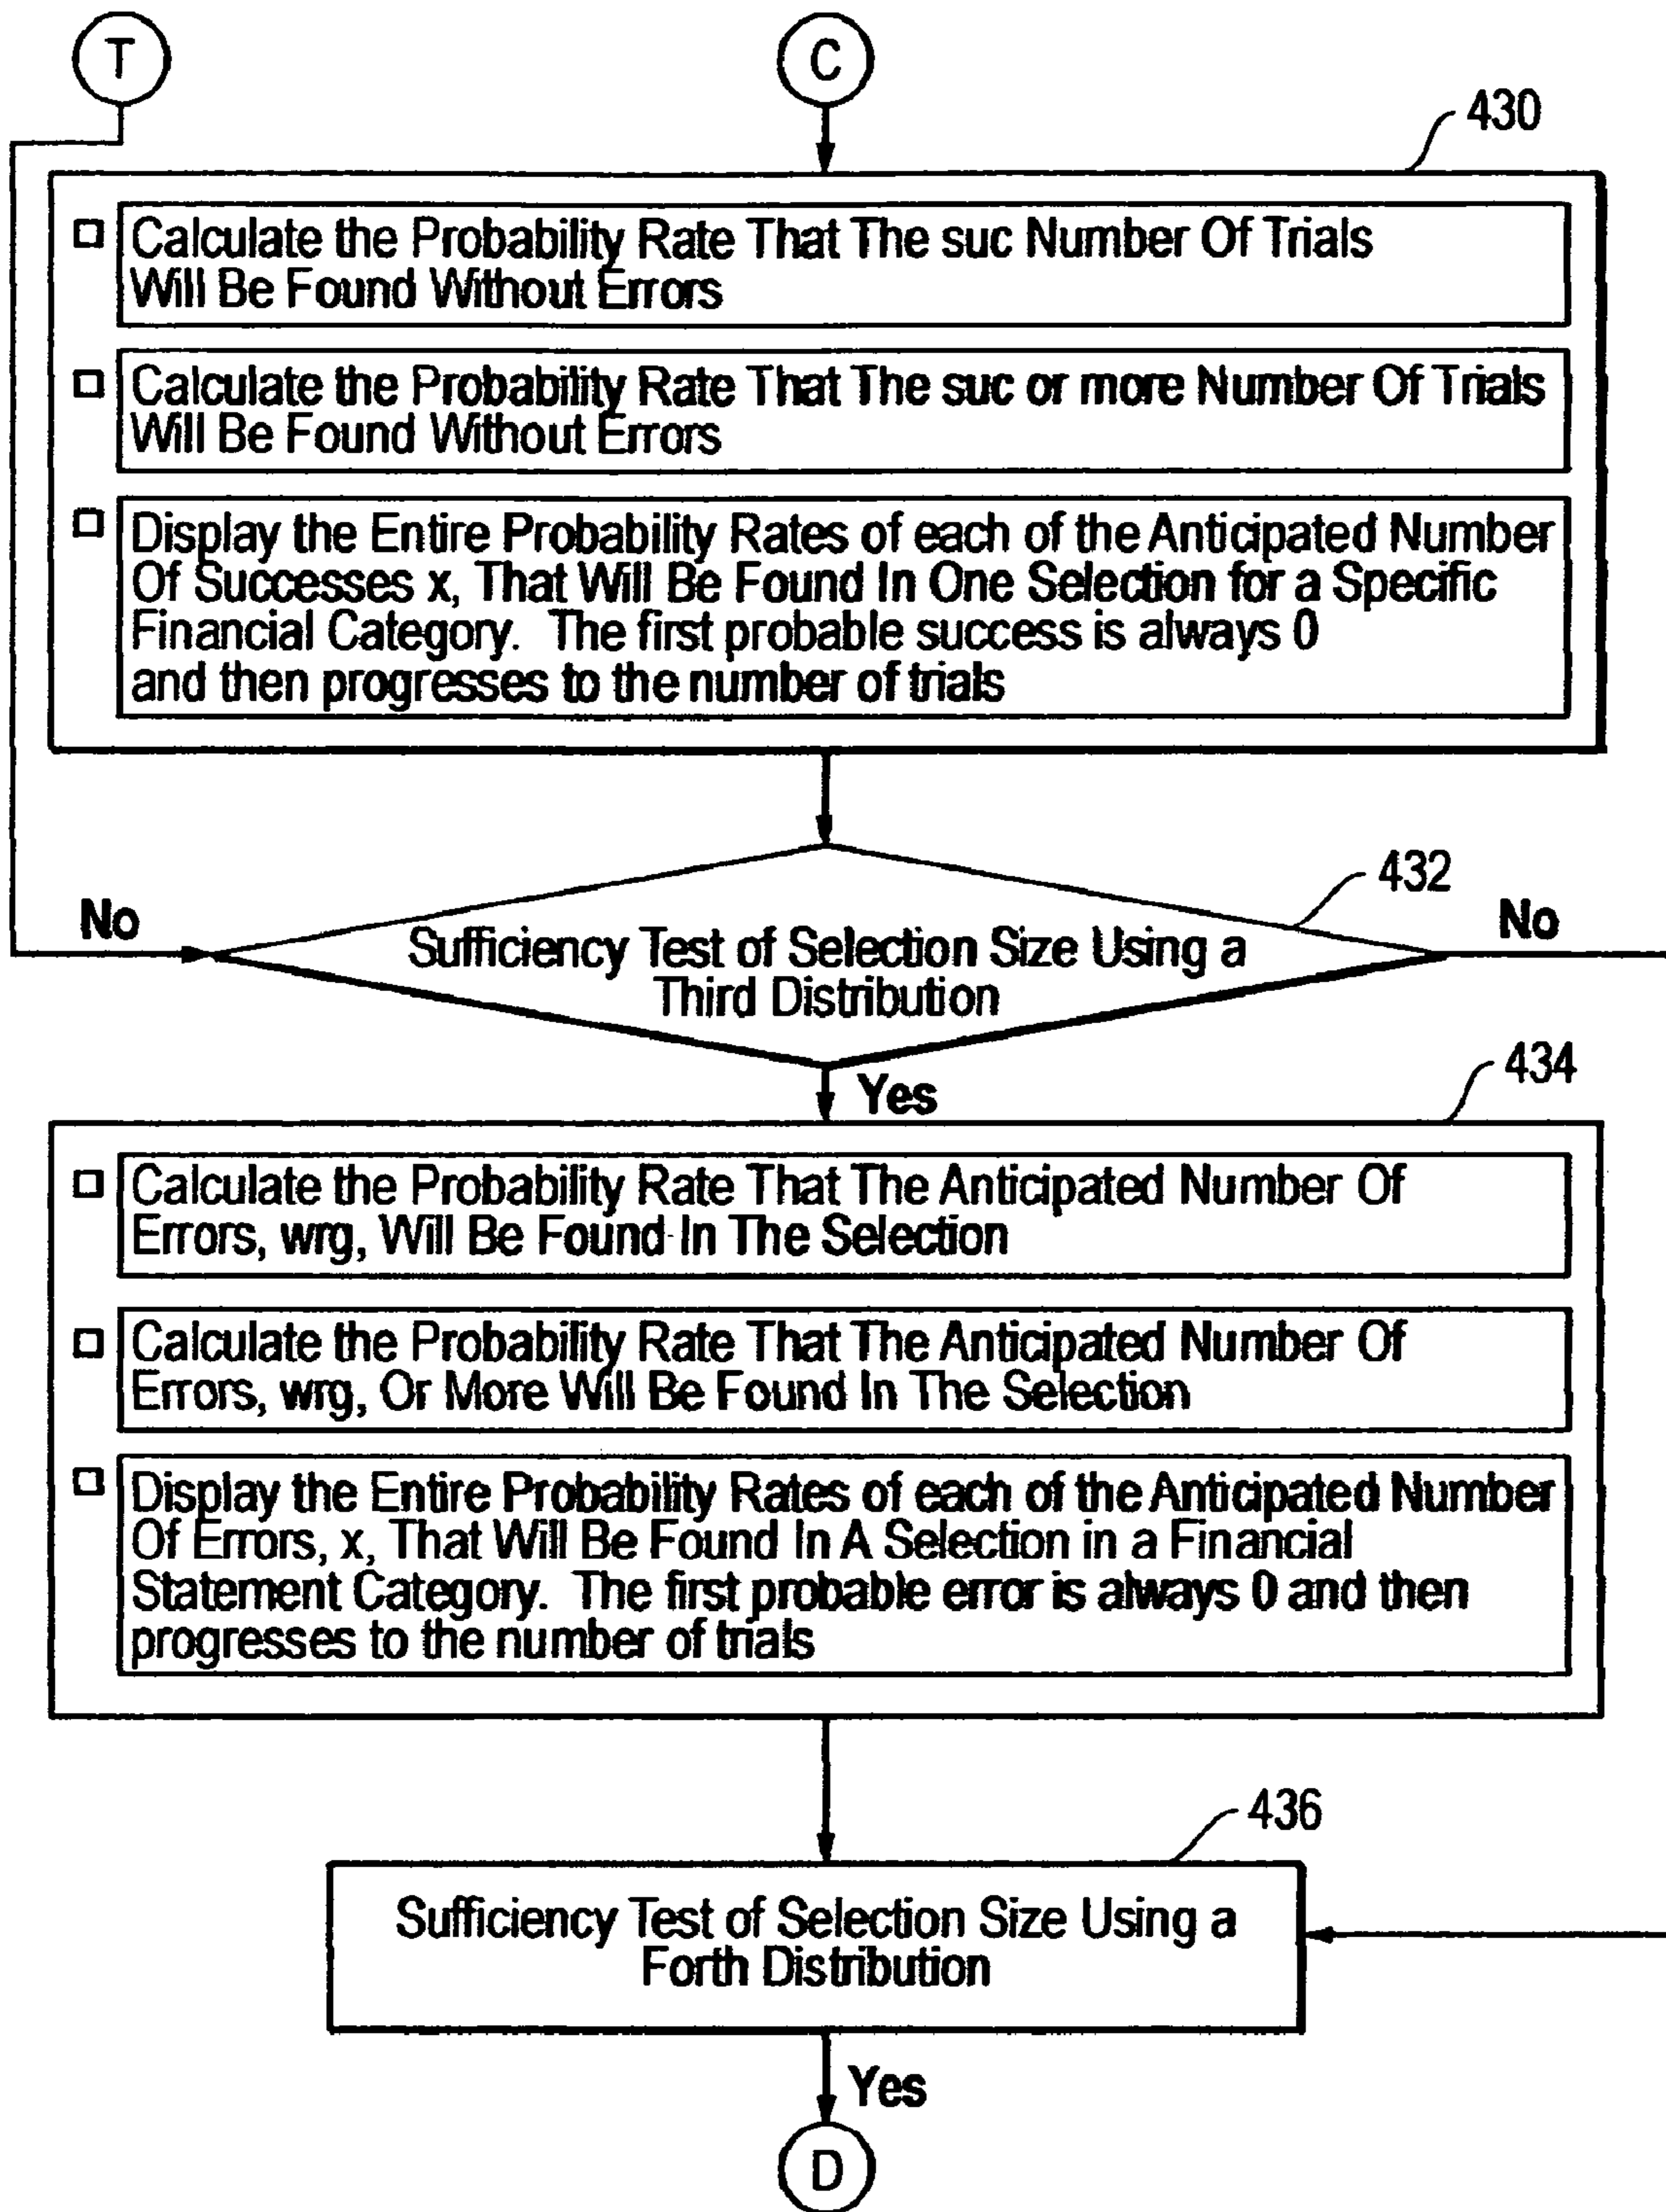 T
C
430
Calculate the Probability Rate That The suc Number Of Trials
Will Be Found Without Errors
Calculate the Probability Rate That The suc or more Number Of Trials
Will Be Found Without Errors
Display the Entire Probability Rates of each of the Anticipated Number
Of Successes x, That Will Be Found In One Selection for a Specific
Financial Category. The first probable success is always 0
and then progresses to the number of trials
432
No
No
Sufficiency Test of Selection Size Using a
Third Distribution
Yes
434
Calculate the Probability Rate That The Anticipated Number Of
Errors, wrg, Will Be Found In The Selection
Calculate the Probability Rate That The Anticipated Number Of
Errors, wrg, Or More Will Be Found In The Selection
Display the Entire Probability Rates of each of the Anticipated Number
Of Errors, x, That Will Be Found In A Selection in a Financial
Statement Category. The first probable error is always 0 and then
progresses to the number of trials
436
Sufficiency Test of Selection Size Using a
Forth Distribution
Yes
D